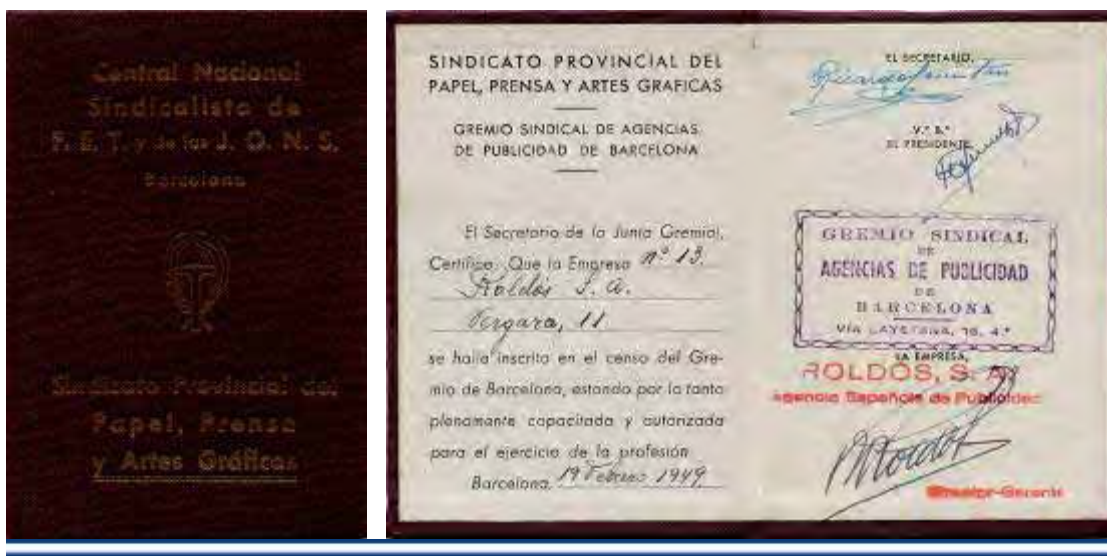 Central Nacional
Sindicalista de
F. E. T. y de las J. O. N. S.
Barcelona
Sindicato Provincial del
Papel, Prensa
y Artes Gráficas
SINDICATO PROVINCIAL DEL
PAPEL, PRENSA Y ARTES GRAFICAS
GREMIO SINDICAL DE AGENCIAS
DE PUBLICIDAD DE BARCELONA
El Secretario de la Junta Gremial,
Certifica: Que la Empresa nº 13.
Roldós S. A.
Vergara, 11
se halla inscrita en el censo del Gre-
mio de Barcelona, estando por lo tanto
plenamente capacitada y autorizada
para el ejercicio de la profesión
Barcelona, 19 Febrero 1949
EL SECRETARIO,
V.º B.º
EL PRESIDENTE,
GREMIO SINDICAL
DE
AGENCIAS DE PUBLICIDAD
DE
BARCELONA
VIA LAYETANA, 16, 4.º
LA EMPRESA,
ROLDÓS, S. A.
Agencia Española de Publicidad
Director-Gerente